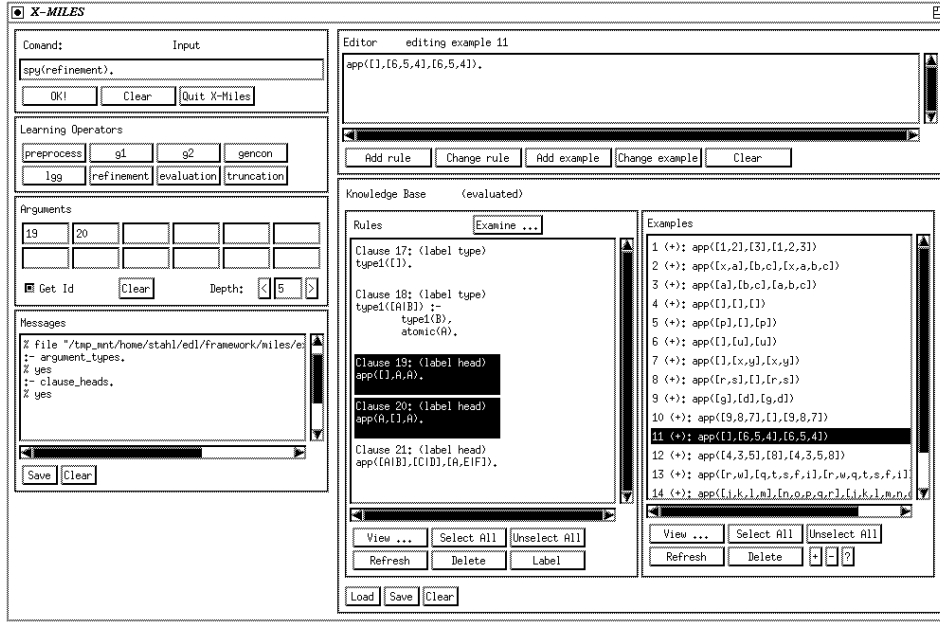 X-MILES
Comand: Input
spy(refinement).
OK! Clear Quit X-Miles
Learning Operators
preprocess g1 g2 gencon
lgg refinement evaluation truncation
Arguments
19 20
Get Id Clear Depth: < 5 >
Messages
% file "/tmp_mnt/home/stahl/edl/framework/miles/e
:- argument_types.
% yes
:- clause_heads.
% yes
Save Clear
Editor editing example 11
app([],[6,5,4],[6,5,4]).
Add rule Change rule Add example Change example Clear
Knowledge Base (evaluated)
Rules Examine ...
Clause 17: (label type)
type1([]).
Clause 18: (label type)
type1([A|B]) :-
type1(B),
atomic(A).
Clause 19: (label head)
app([],A,A).
Clause 20: (label head)
app(A,[],A).
Clause 21: (label head)
app([A|B],[C|D],[A,E|F]).
View ... Select All Unselect All
Refresh Delete Label
Examples
1 (+): app([1,2],[3],[1,2,3])
2 (+): app([x,a],[b,c],[x,a,b,c])
3 (+): app([a],[b,c],[a,b,c])
4 (+): app([],[],[])
5 (+): app([p],[],[p])
6 (+): app([],[u],[u])
7 (+): app([],[x,y],[x,y])
8 (+): app([r,s],[],[r,s])
9 (+): app([g],[d],[g,d])
10 (+): app([9,8,7],[],[9,8,7])
11 (+): app([],[6,5,4],[6,5,4])
12 (+): app([4,3,5],[8],[4,3,5,8])
13 (+): app([r,w],[q,t,s,f,i],[r,w,q,t,s,f,i]
14 (+): app([j,k,l,m],[n,o,p,q,r],[j,k,l,m,n,
View ... Select All Unselect All
Refresh Delete + - ?
Load Save Clear